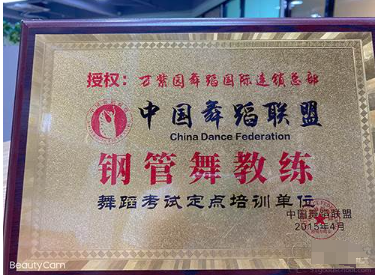 授权：万紫园舞蹈国际连锁总部
中国舞蹈联盟
China Dance Federation
钢管舞教练
舞蹈考试定点培训单位
中国舞蹈联盟
2015年4月
BeautyCam